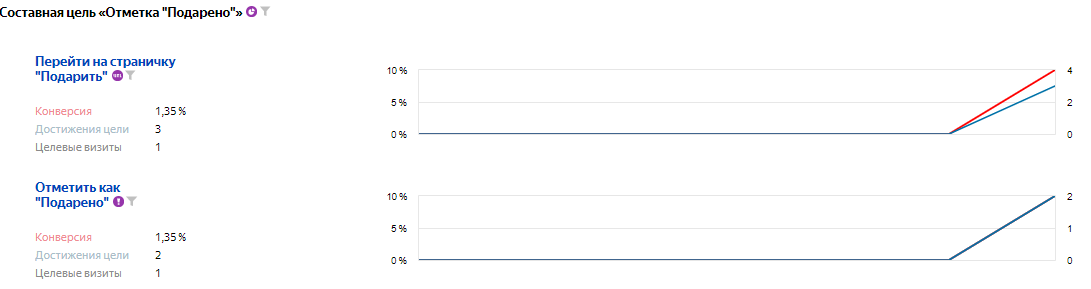 Составная цель «Отметка "Подарено"»
Перейти на страничку
"Подарить"
Конверсия 1,35 %
Достижения цели 3
Целевые визиты 1
10 % 4
5 % 2
0 % 0
Отметить как
"Подарено"
Конверсия 1,35 %
Достижения цели 2
Целевые визиты 1
10 % 2
5 % 1
0 % 0